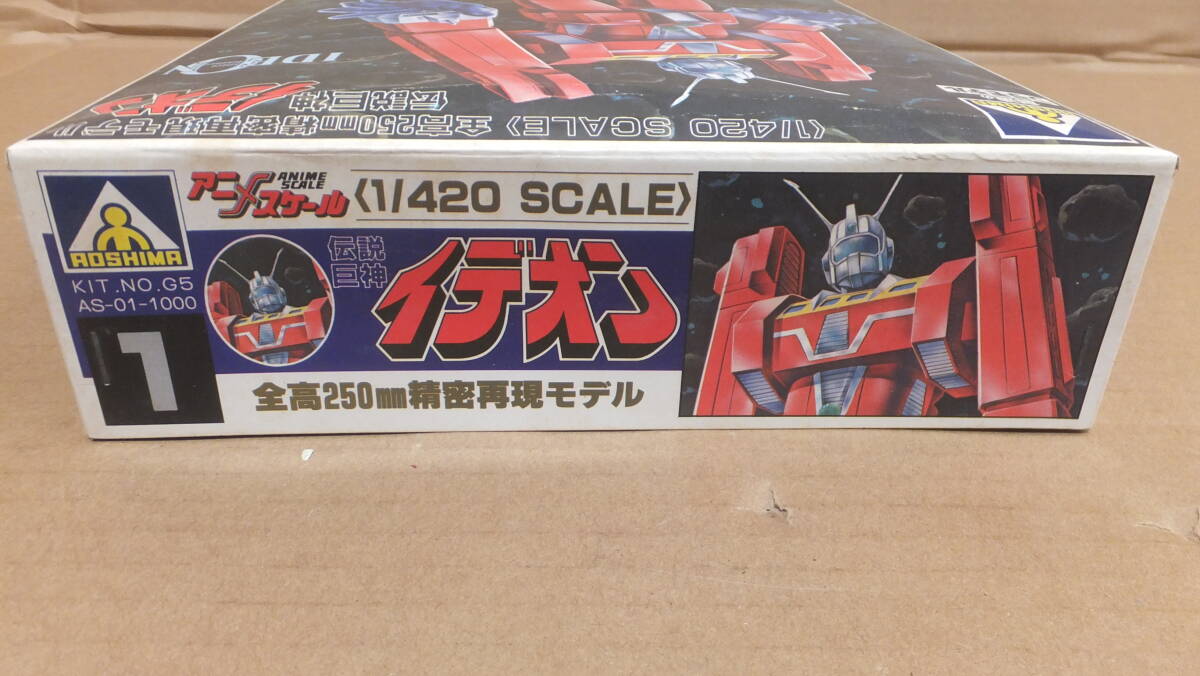 IDEON
伝説巨神
イデオン
〈1/420 SCALE〉全高250mm精密再現モデル
AOSHIMA
アニメスケール
ANIME SCALE
〈1/420 SCALE〉
KIT.NO.G5
AS-01-1000
1
伝説
巨神
イデオン
全高250mm精密再現モデル